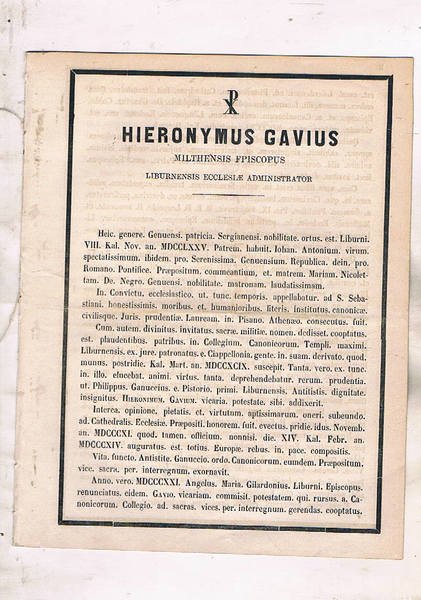 HIERONYMUS GAVIUS
MILTHENSIS EPISCOPUS
LIBURNENSIS ECCLESIÆ ADMINISTRATOR
Heic. genere. Genuensi. patricia. Sergianensi. nobilitate. ortus. est. Liburni.
VIII. Kal. Nov. an. MDCCLXXV. Patrem. habuit. Iohan. Antonium. virum.
spectatissimum. ibidem. pro. Serenissima. Genuensium. Republica. dein. pro.
Romano. Pontifice. Præpositum. commeantium, et. matrem. Mariam. Nicolet-
tam. De. Negro. Genuensi. nobilitate. matronam. laudatissimam.
In. Convictu. ecclesiastico. ut. tunc. temporis. appellabatur. ad S. Seba-
stiani. honestissimis. moribus. et. humanioribus. literis. institutus. canonicæ.
civilisque. Juris. prudentiæ. Lauream. in. Pisano. Athenæo. consecutus. fuit.
Cum. autem. divinitus. invitatus. sacræ. militiæ. nomen. dedisset. cooptatus.
est. plaudentibus. patribus. in. Collegium. Canonicorum. Templi. maximi.
Liburnensis. ex. jure. patronatus. e. Ciappellonia. gente. in. suam. derivato. quod.
munus. postridie. Kal. Mart. an. MDCCXCIX. suscepit. Tanta. vero. ex. tunc.
in. illo. elucebat. animi. virtus. tanta. deprehendebatur. rerum. prudentia.
ut. Philippus. Ganuccius. e. Pistorio. primi. Liburnensis. Antistitis. dignitate.
insignitus. HIERONIMUM. GAVIUM. vicaria. potestate. sibi. addixerit.
Interea. opinione, pietatis. et. virtutum. aptissimarum. oneri. subeundo.
ad. Cathedralis. Ecclesiæ. Præpositi. honorem. fuit. evectus. pridie. idus. Novemb.
an. MDCCCXI. quod. tamen. officium. nonnisi. die. XIV. Kal. Febr. an.
MDCCCXIV. auguratus. est. totius. Europæ. rebus. in. pace. compositis.
Vita. functo. Antistite. Ganuccio. ordo. Canonicorum. eumdem. Præpositum.
vice. sacra. per. interregnum. exornavit.
Anno. vero. MDCCCXXI. Angelus. Maria. Gilardonius. Liburni. Episcopus.
renunciatus. eidem. GAVIO vicariam. commisit. potestatem. qui. rursus. a. Ca-
nonicorum. Collegio. ad. sacras. vices. per. interregnum. gerendas. cooptatus.